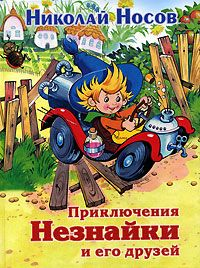 Николай Носов
Приключения
Незнайки
и его друзей